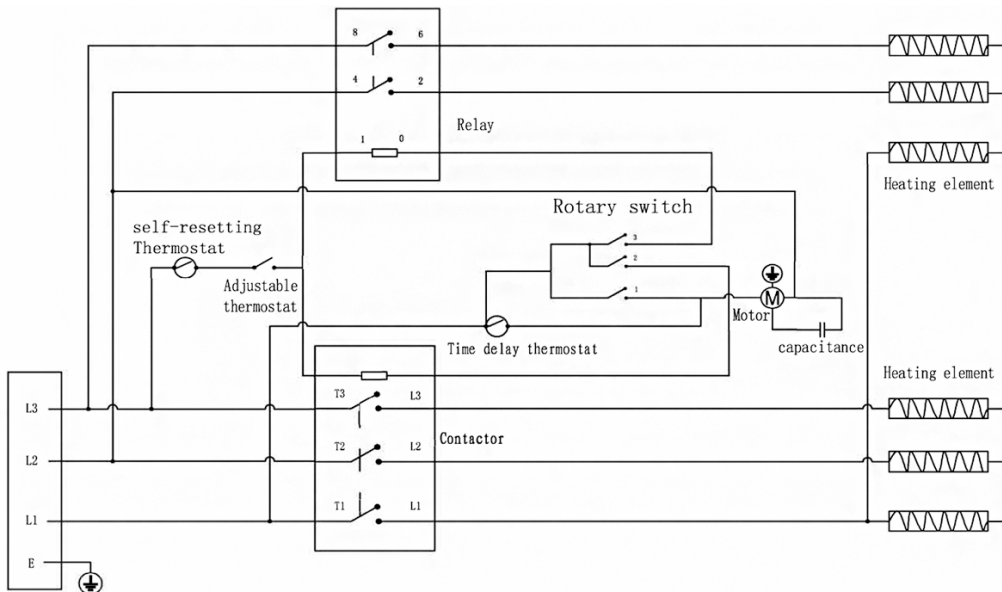 8 6
4 2
Relay
1 0
Heating element
Rotary switch
self-resetting
Thermostat
3
2
Adjustable
thermostat
1
M
Motor
Time delay thermostat
capacitance
Heating element
L3
T3 L3
Contactor
L2
T2 L2
L1
T1 L1
E